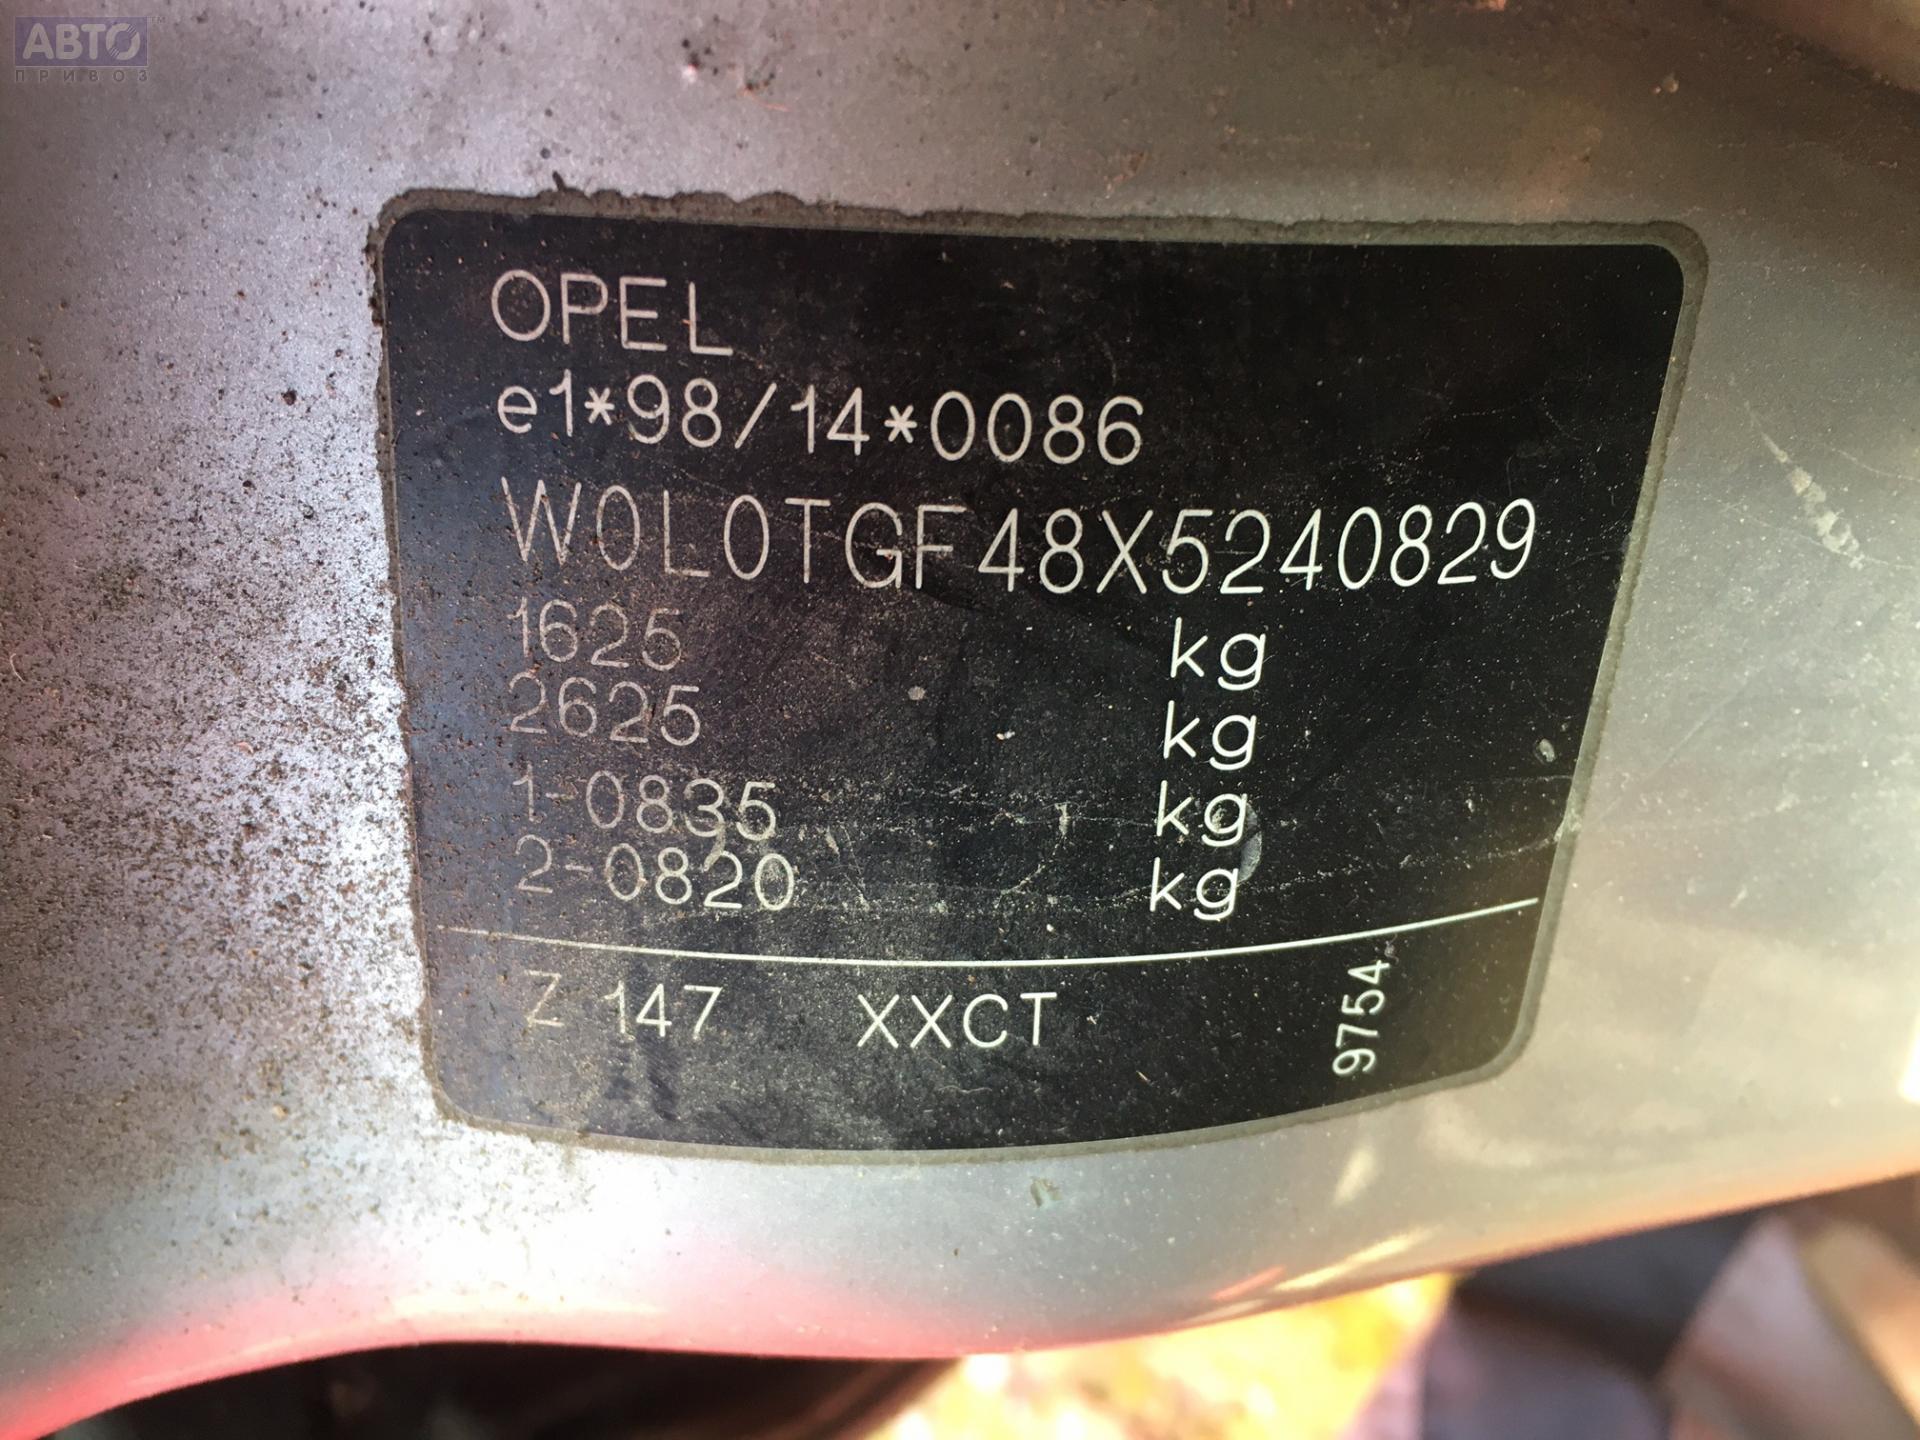 АВТО
ПРИВОЗ
OPEL
e1*98/14*0086
W0L0TGF48X5240829
1625 kg
2625 kg
1-0835 kg
2-0820 kg
Z 147 XXCT
9754